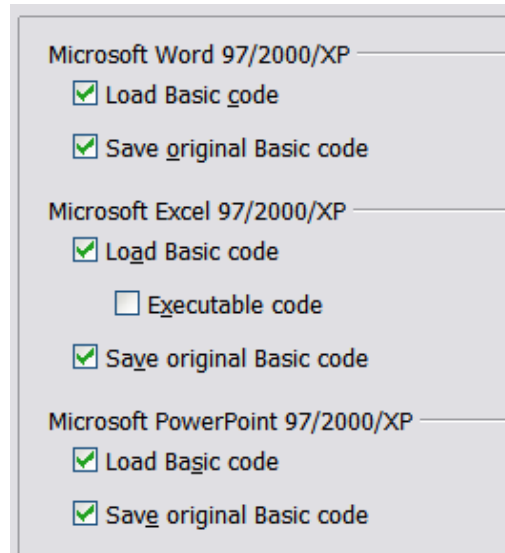 Microsoft Word 97/2000/XP
Load Basic code
Save original Basic code
Microsoft Excel 97/2000/XP
Load Basic code
Executable code
Save original Basic code
Microsoft PowerPoint 97/2000/XP
Load Basic code
Save original Basic code